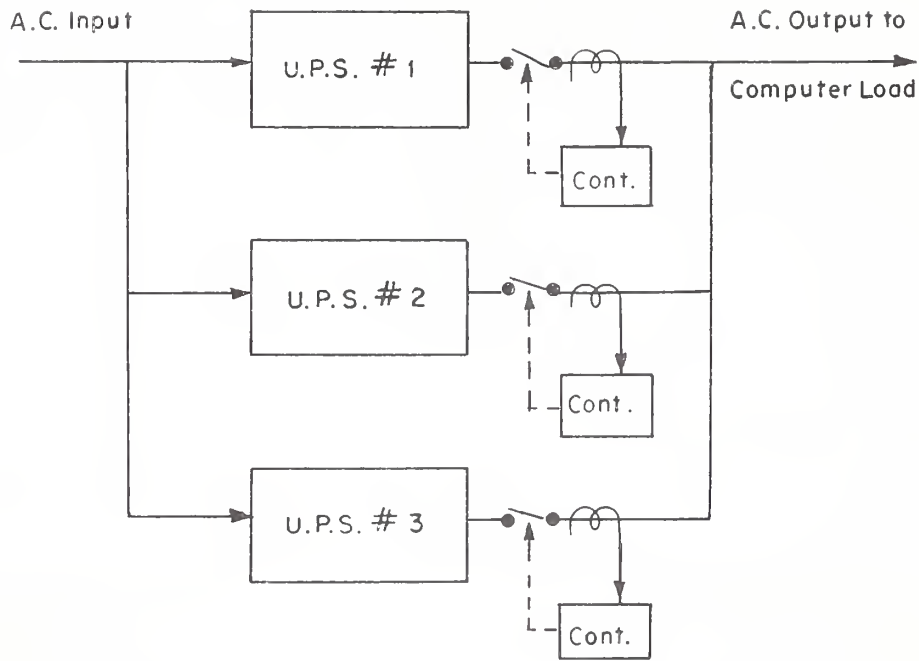 A.C. Input
A.C. Output to
Computer Load
U.P.S. # 1
Cont.
U.P.S. # 2
Cont.
U.P.S. # 3
Cont.